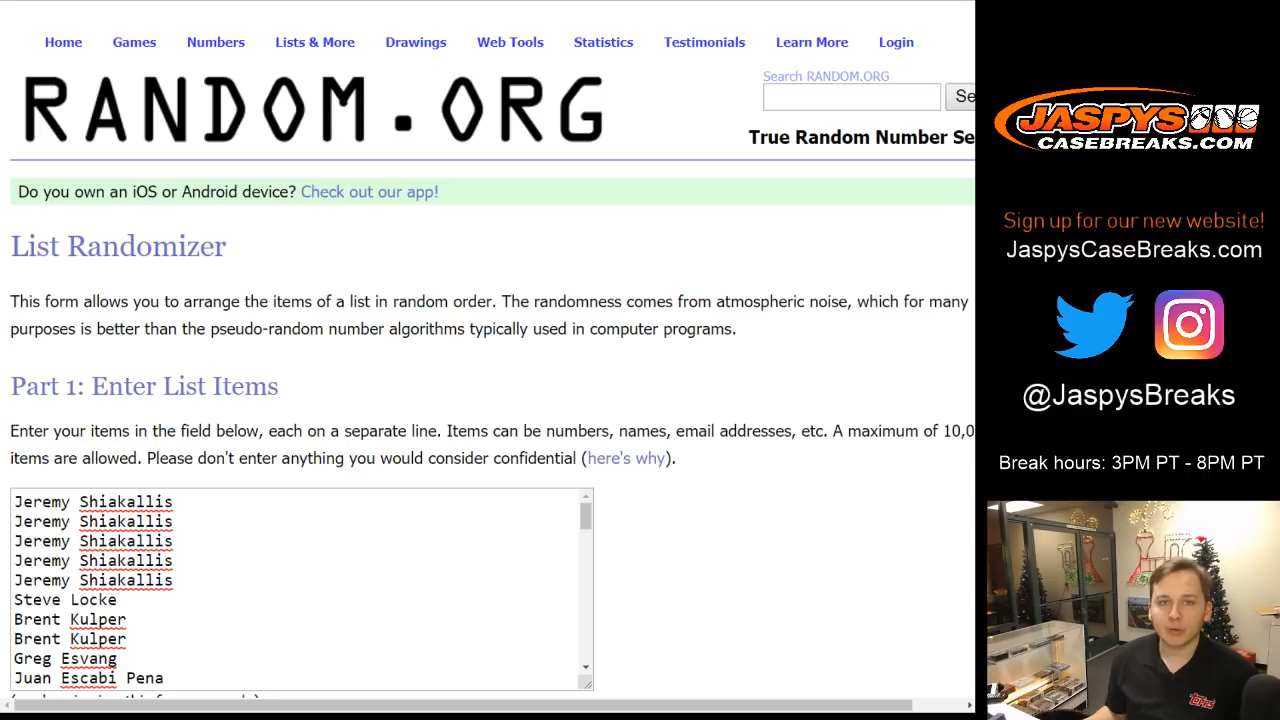 Home Games Numbers Lists & More Drawings Web Tools Statistics Testimonials Learn More Login
RANDOM.ORG
Search RANDOM.ORG
True Random Number Se
Do you own an iOS or Android device? Check out our app!
List Randomizer
This form allows you to arrange the items of a list in random order. The randomness comes from atmospheric noise, which for many
purposes is better than the pseudo-random number algorithms typically used in computer programs.
Part 1: Enter List Items
Enter your items in the field below, each on a separate line. Items can be numbers, names, email addresses, etc. A maximum of 10,0
items are allowed. Please don't enter anything you would consider confidential (here's why).
Jeremy Shiakallis
Jeremy Shiakallis
Jeremy Shiakallis
Jeremy Shiakallis
Jeremy Shiakallis
Steve Locke
Brent Kulper
Brent Kulper
Greg Esvang
Juan Escabi Pena
JASPYS
CASEBREAKS.COM
Sign up for our new website!
JaspysCaseBreaks.com
@JaspysBreaks
Break hours: 3PM PT - 8PM PT
Topps